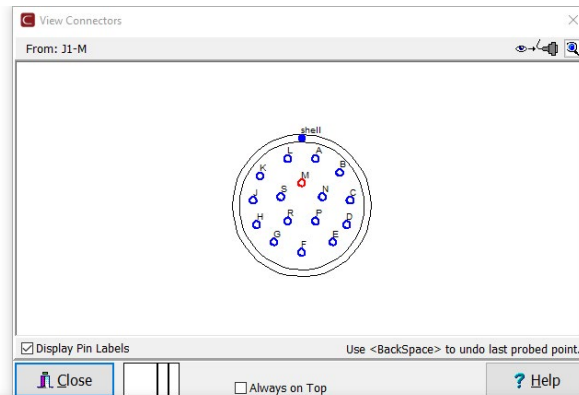 View Connectors
From: J1-M
shell
L A
K B
M
J S N C
H R P D
G E
F
Display Pin Labels
Use <BackSpace> to undo last probed point.
Close
Always on Top
? Help